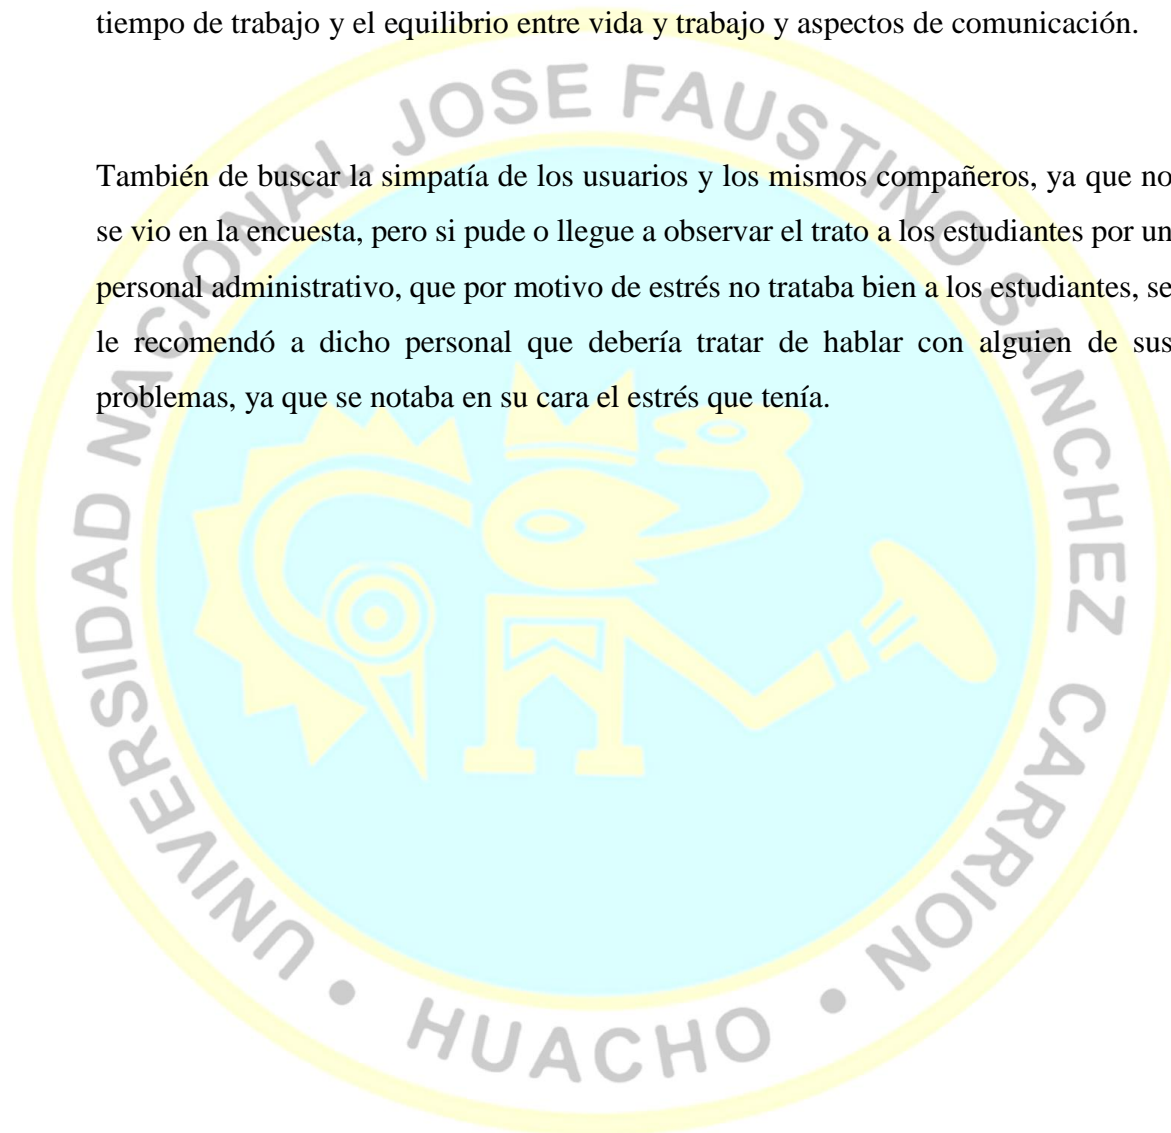 tiempo de trabajo y el equilibrio entre vida y trabajo y aspectos de comunicación.
También de buscar la simpatía de los usuarios y los mismos compañeros, ya que no
se vio en la encuesta, pero si pude o llegue a observar el trato a los estudiantes por un
personal administrativo, que por motivo de estrés no trataba bien a los estudiantes, se
le recomendó a dicho personal que debería tratar de hablar con alguien de sus
problemas, ya que se notaba en su cara el estrés que tenía.
UNIVERSIDAD NACIONAL JOSE FAUSTINO SANCHEZ CARRION
• HUACHO •